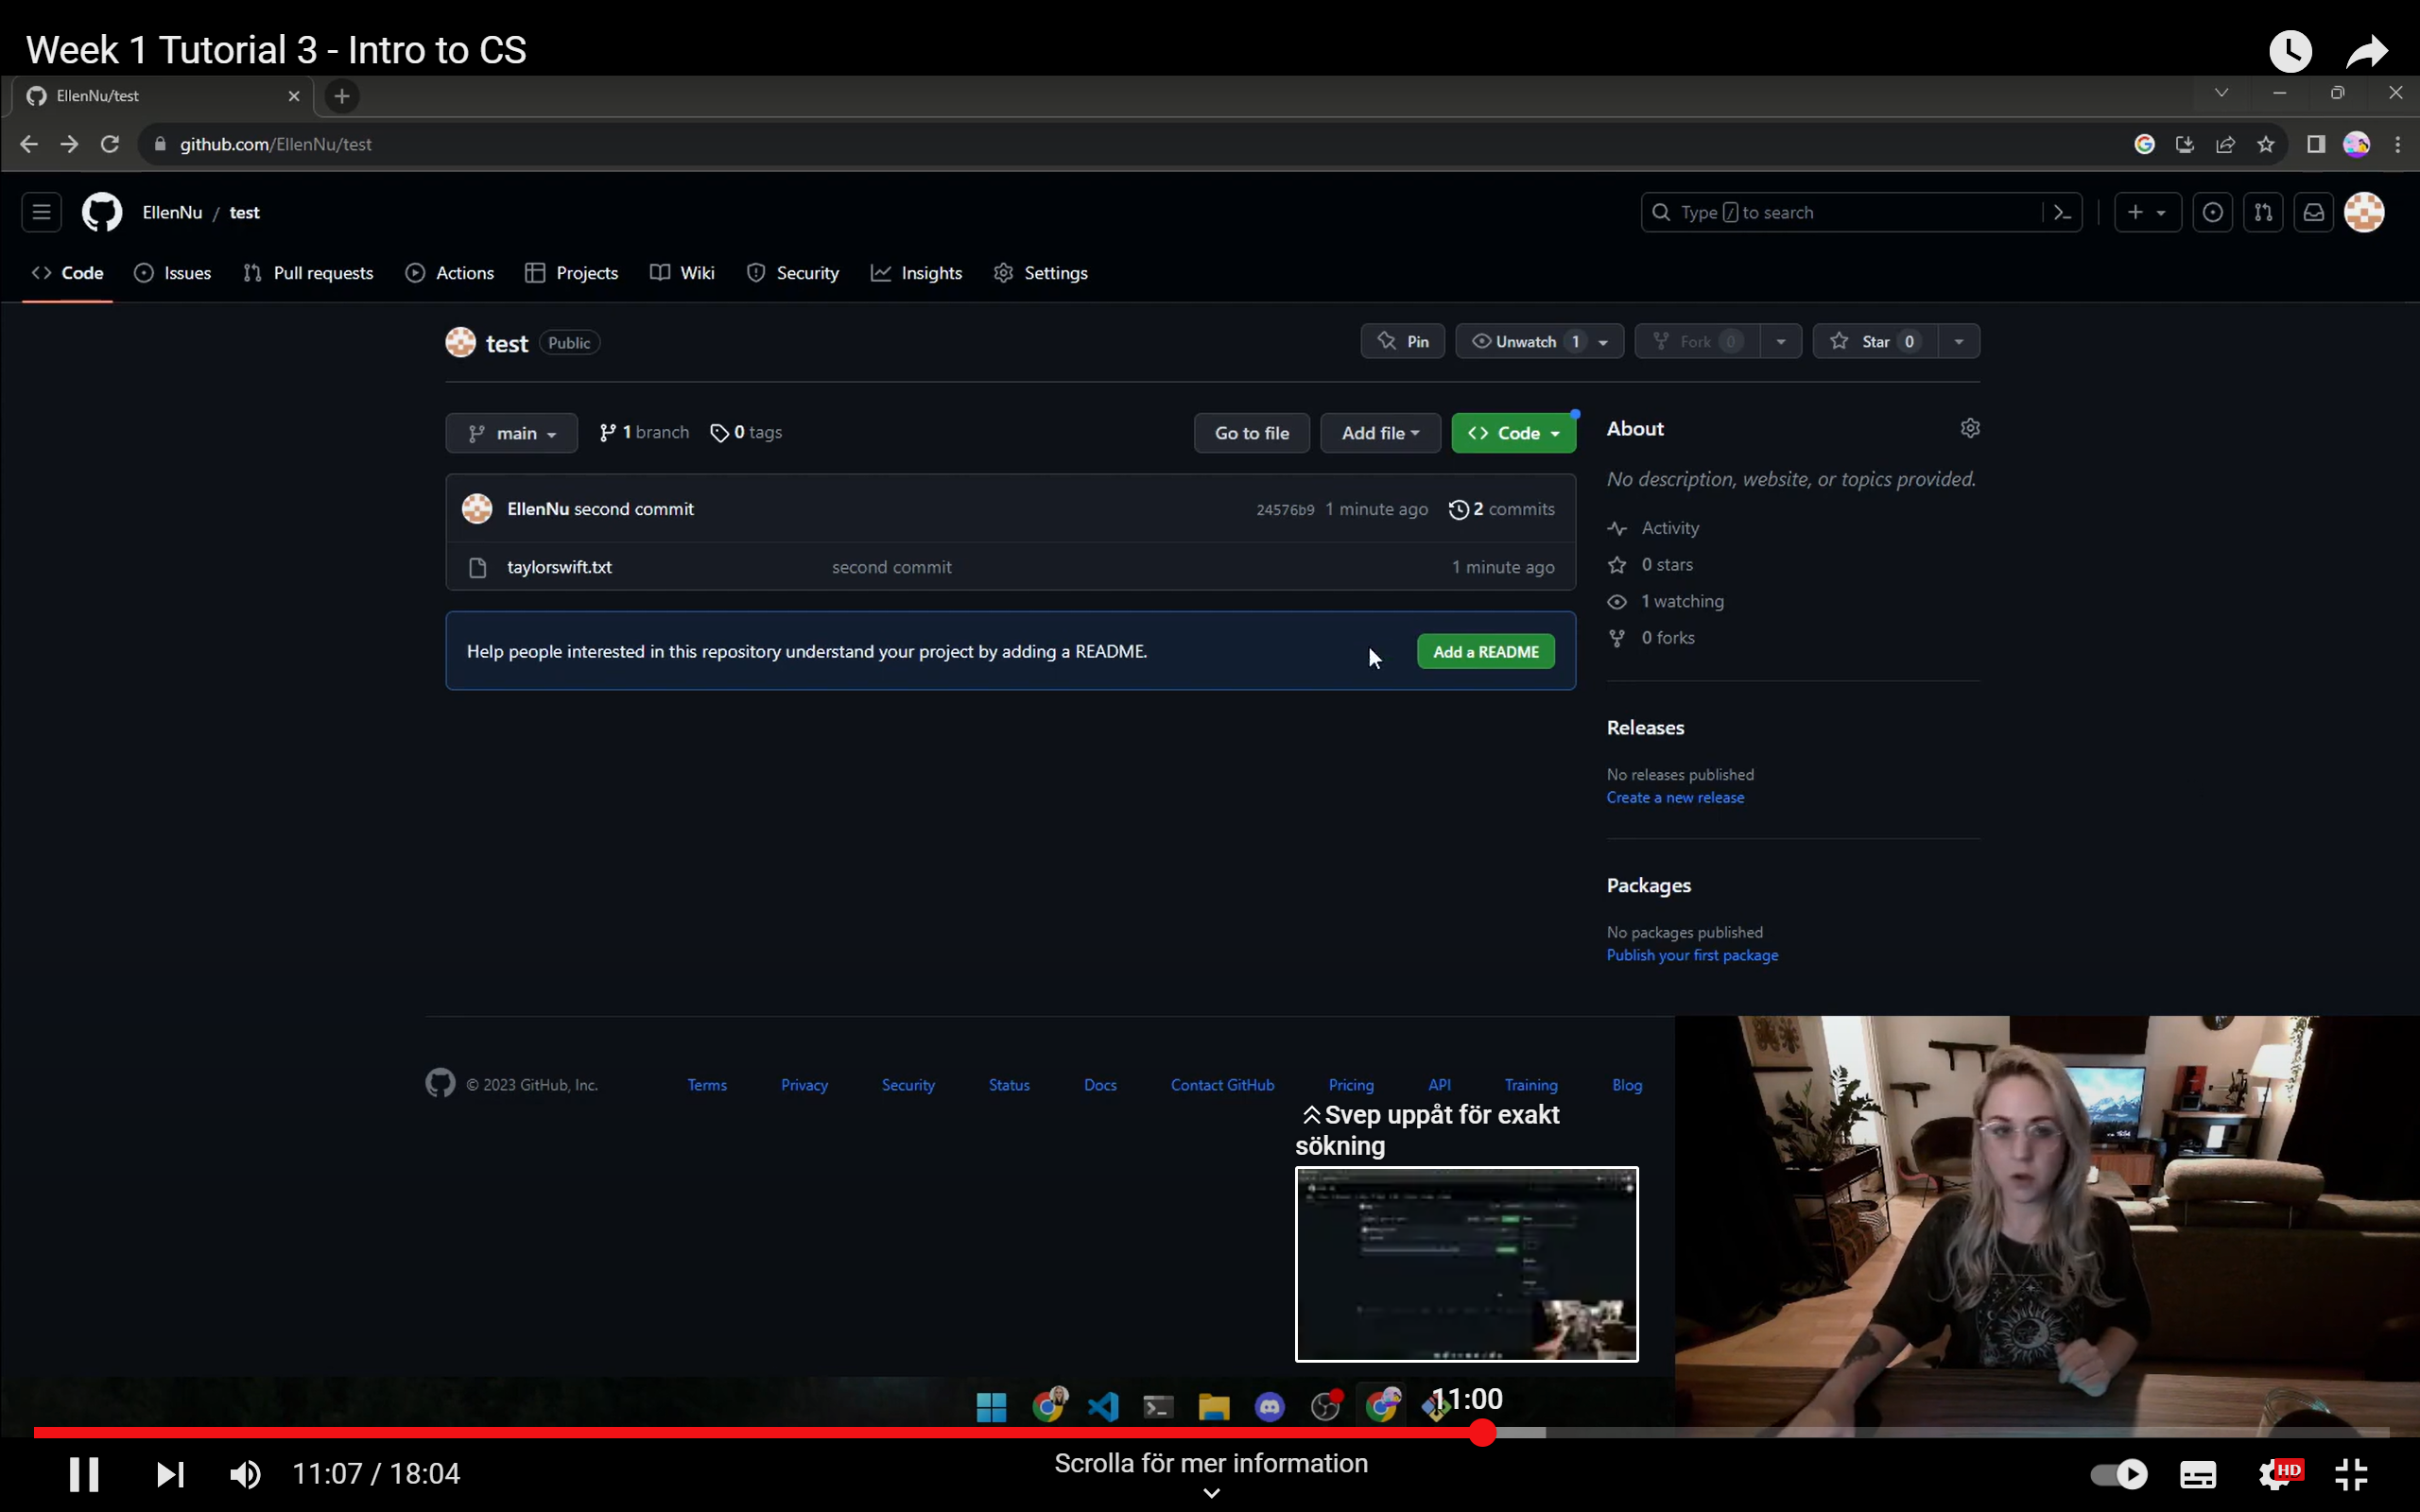 Week 1 Tutorial 3 - Intro to CS
EllenNu/test
github.com/EllenNu/test
EllenNu / test
Type / to search
Code Issues Pull requests Actions Projects Wiki Security Insights Settings
test Public
Pin Unwatch 1 Fork 0 Star 0
main 1 branch 0 tags Go to file Add file Code
About
No description, website, or topics provided.
EllenNu second commit 24576b9 1 minute ago 2 commits
Activity
taylorswift.txt second commit 1 minute ago
0 stars
1 watching
0 forks
Help people interested in this repository understand your project by adding a README. Add a README
Releases
No releases published
Create a new release
Packages
No packages published
Publish your first package
© 2023 GitHub, Inc. Terms Privacy Security Status Docs Contact GitHub Pricing API Training Blog
Svep uppåt för exakt
sökning
11:00
11:07 / 18:04
Scrolla för mer information
HD